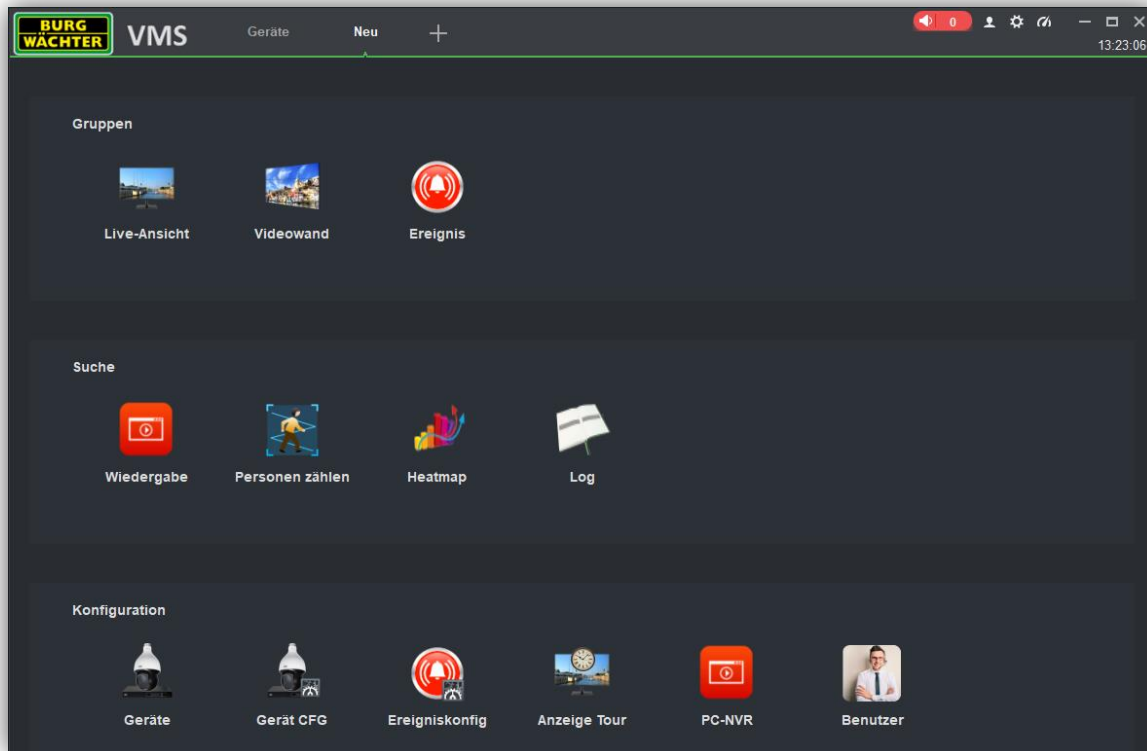 BURG
WÄCHTER
VMS
Geräte
Neu
0
13:23:06
Gruppen
Live-Ansicht
Videowand
Ereignis
Suche
Wiedergabe
Personen zählen
Heatmap
Log
Konfiguration
Geräte
Gerät CFG
Ereigniskonfig
Anzeige Tour
PC-NVR
Benutzer